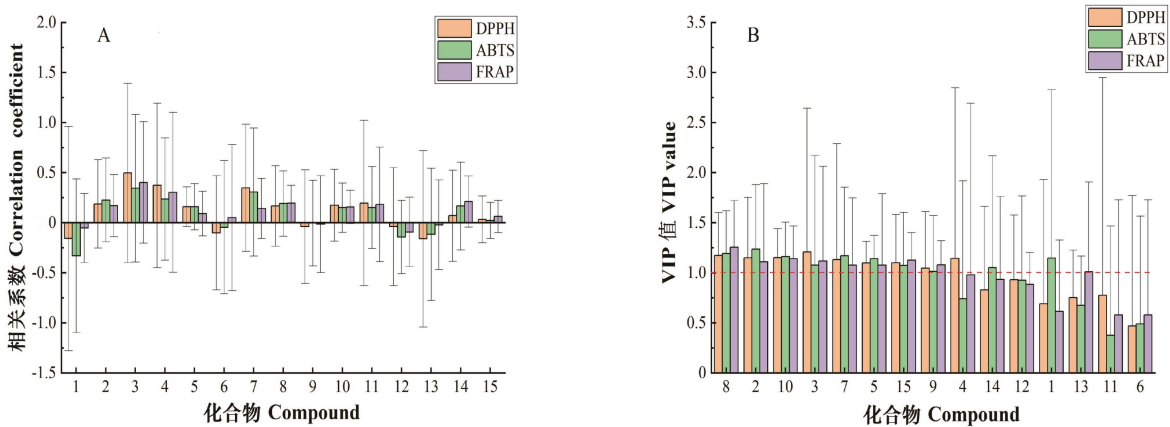 A
DPPH
ABTS
FRAP
相关系数 Correlation coefficient
2.0
1.5
1.0
0.5
0
-0.5
-1.0
-1.5
1 2 3 4 5 6 7 8 9 10 11 12 13 14 15
化合物 Compound
B
DPPH
ABTS
FRAP
VIP 值 VIP value
3.5
3.0
2.5
2.0
1.5
1.0
0.5
0
8 2 10 3 7 5 15 9 4 14 12 1 13 11 6
化合物 Compound